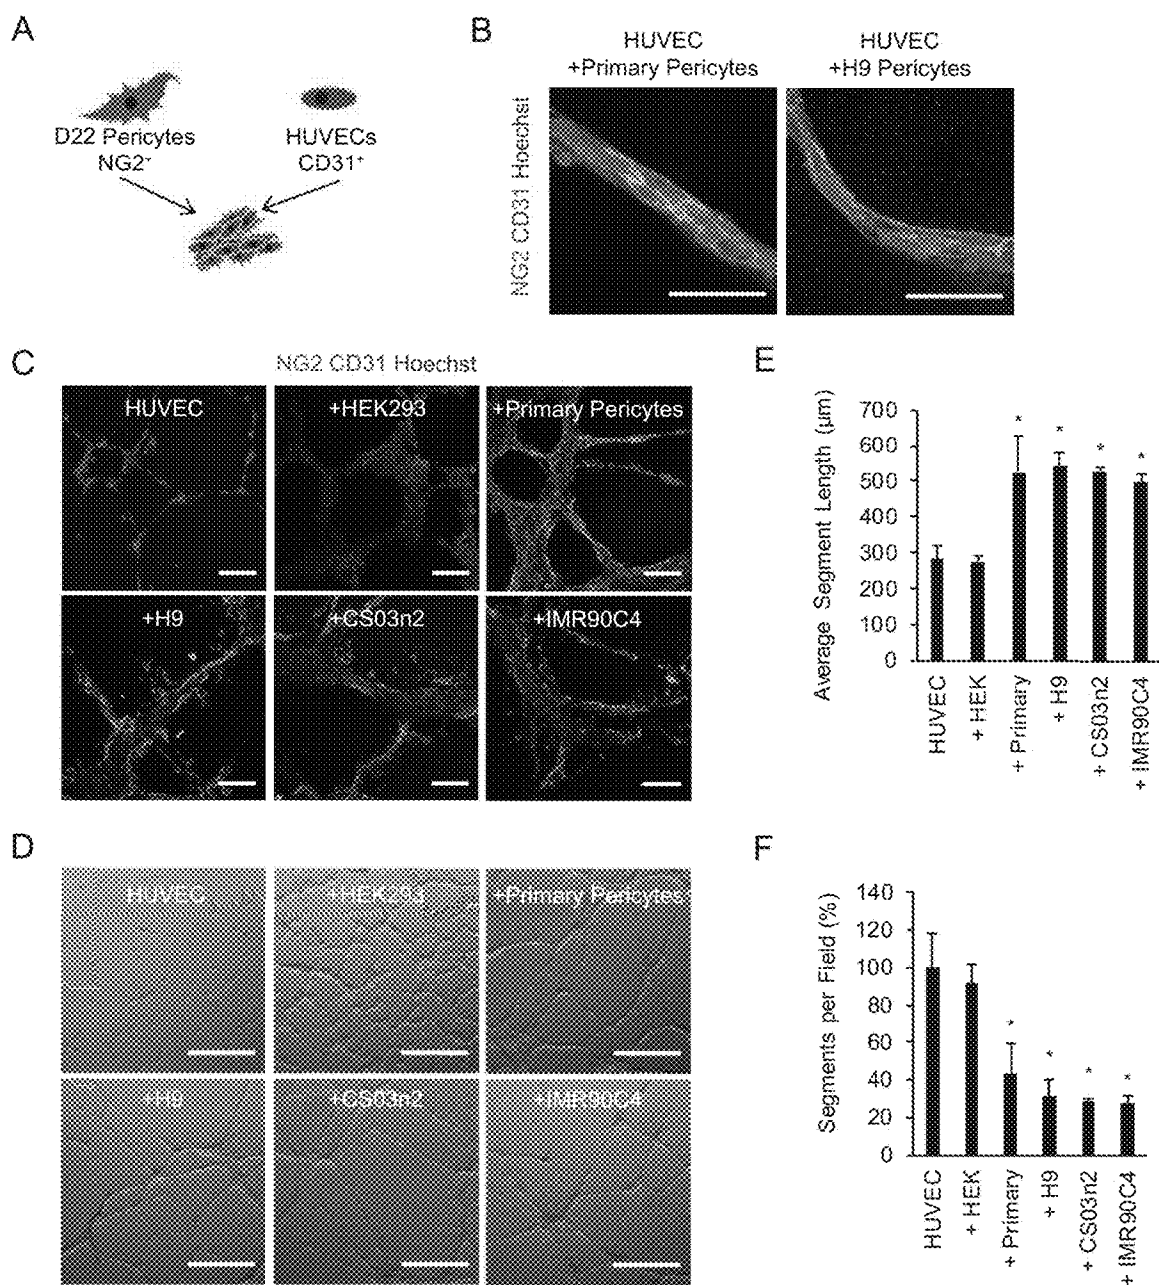 A
D22 Pericytes
NG2⁺
HUVECs
CD31⁺
B
HUVEC
+Primary Pericytes
HUVEC
+H9 Pericytes
NG2 CD31 Hoechst
C
NG2 CD31 Hoechst
HUVEC
+HEK293
+Primary Pericytes
+H9
+CS03n2
+IMR90C4
D
HUVEC
+HEK293
+Primary Pericytes
+H9
+CS03n2
+IMR90C4
E
Average Segment Length (µm)
700
600
500
400
300
200
100
0
* * * *
HUVEC
+ HEK
+ Primary
+ H9
+ CS03n2
+ IMR90C4
F
Segments per Field (%)
140
120
100
80
60
40
20
0
* * * *
HUVEC
+ HEK
+ Primary
+ H9
+ CS03n2
+ IMR90C4